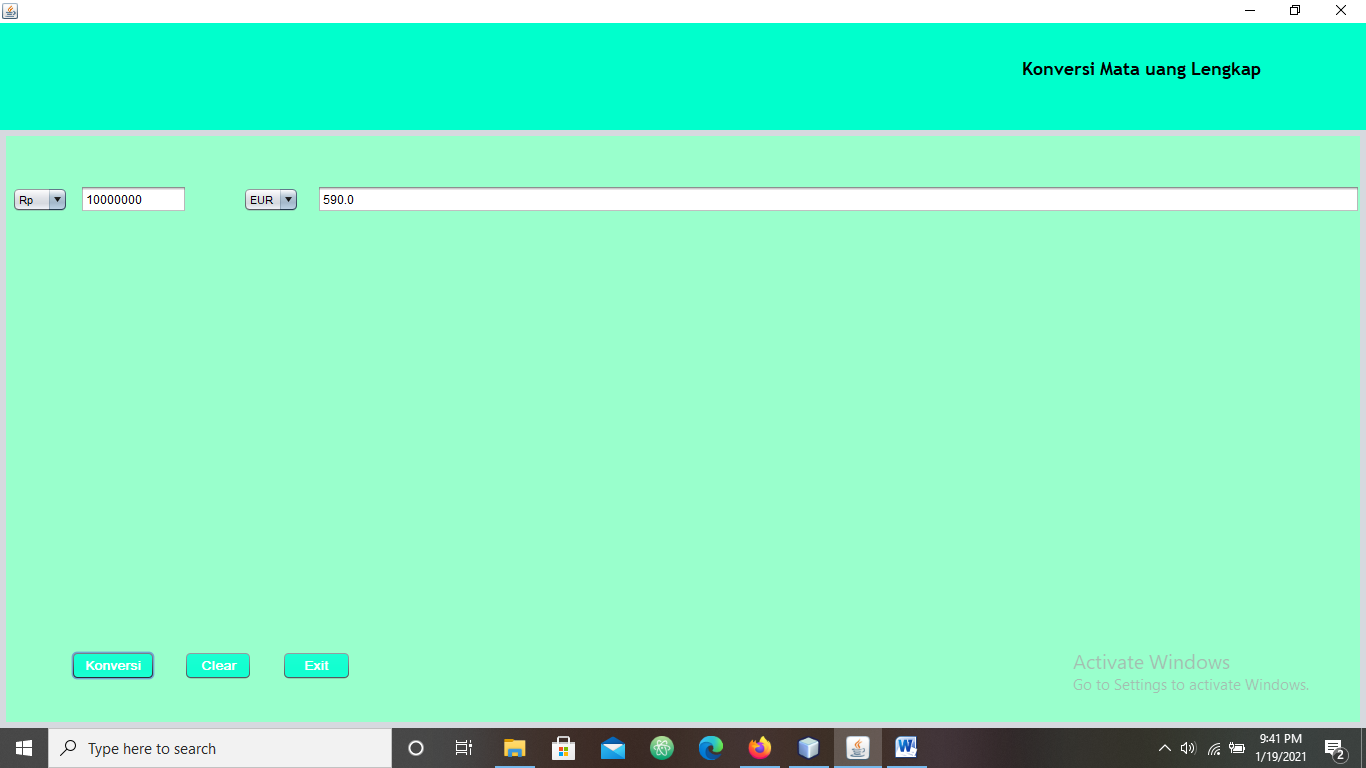 Konversi Mata uang Lengkap
Rp 10000000 EUR 590.0
Konversi Clear Exit
Activate Windows
Go to Settings to activate Windows.
Type here to search
9:41 PM
1/19/2021
2